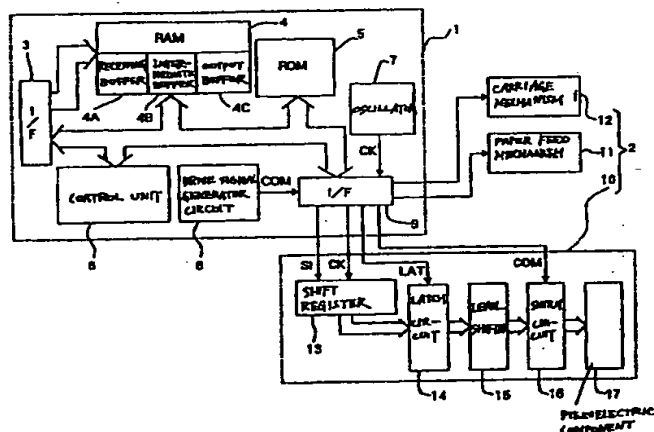 4
RAM
5
1
3
RECEIVING BUFFER
INTER-MEDIATE BUFFER
OUTPUT BUFFER
ROM
7
I/F
4A
4B
4C
OSCILLATOR
CARRIAGE MECHANISM
12
2
CK
PAPER FEED MECHANISM
11
CONTROL UNIT
DRIVE SIGNAL GENERATOR CIRCUIT
COM
I/F
10
6
8
9
SI
CK
LAT
COM
SHIFT REGISTER
13
LATCH CIR-CUIT
LEVEL SHIFTER
SWITCH CIR-CUIT
14
15
16
17
PIEZOELECTRIC COMPONENT